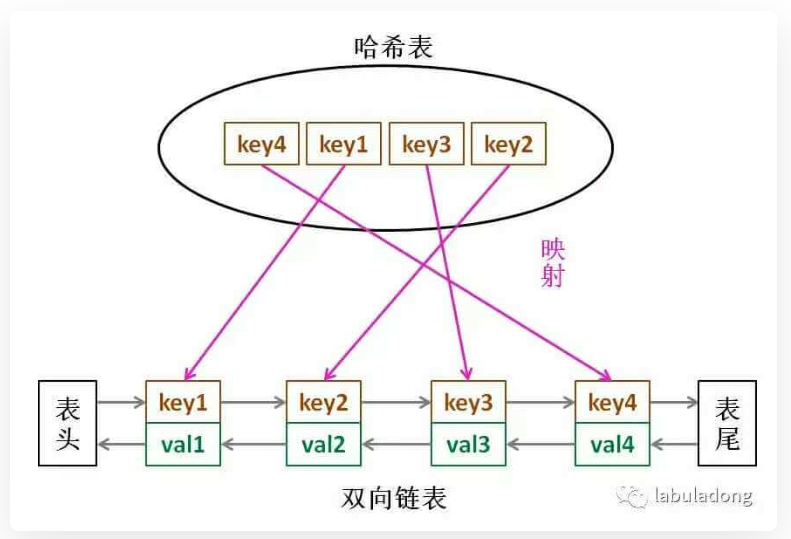 哈希表
key4 key1 key3 key2
映
射
表
头
key1 key2 key3 key4
val1 val2 val3 val4
表
尾
双向链表
labuladong